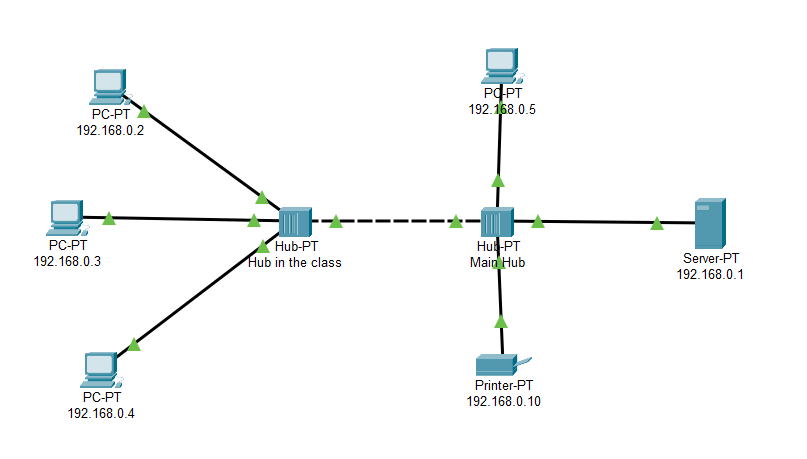 PC-PT
192.168.0.2
PC-PT
192.168.0.5
PC-PT
192.168.0.3
Hub-PT
Hub in the class
Hub-PT
Main Hub
Server-PT
192.168.0.1
PC-PT
192.168.0.4
Printer-PT
192.168.0.10